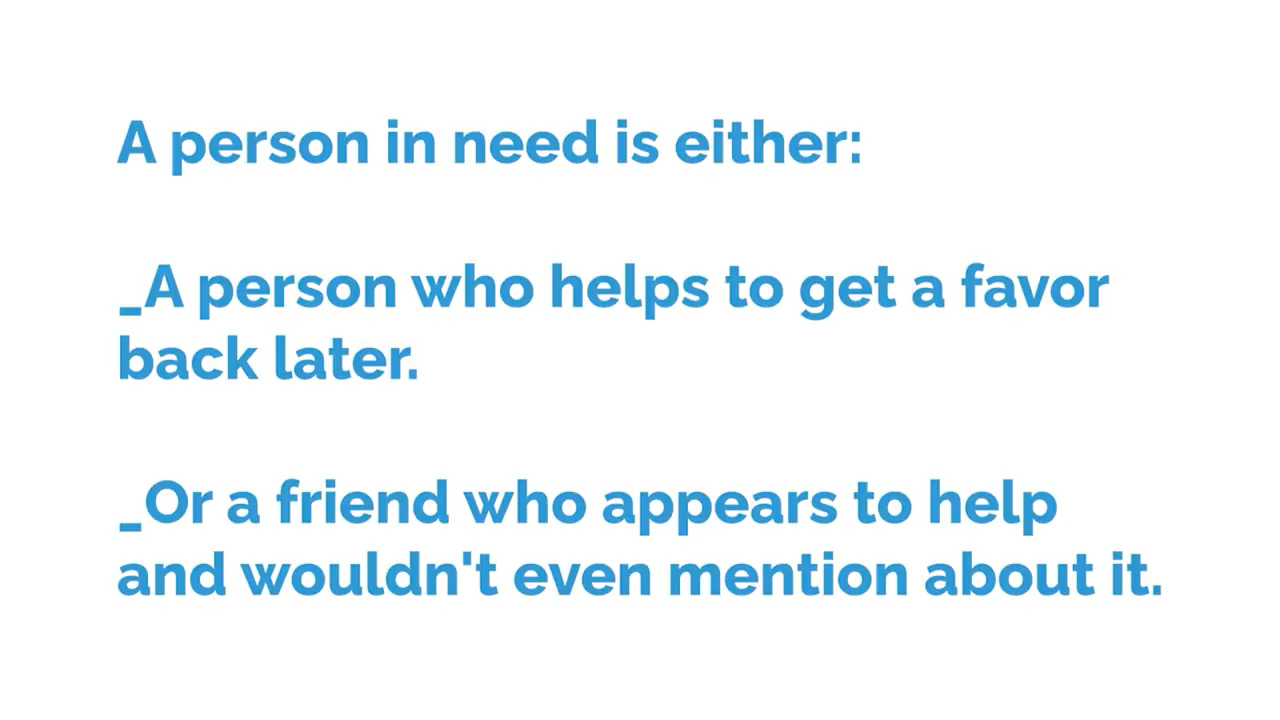 A person in need is either:
_A person who helps to get a favor
back later.
_Or a friend who appears to help
and wouldn't even mention about it.